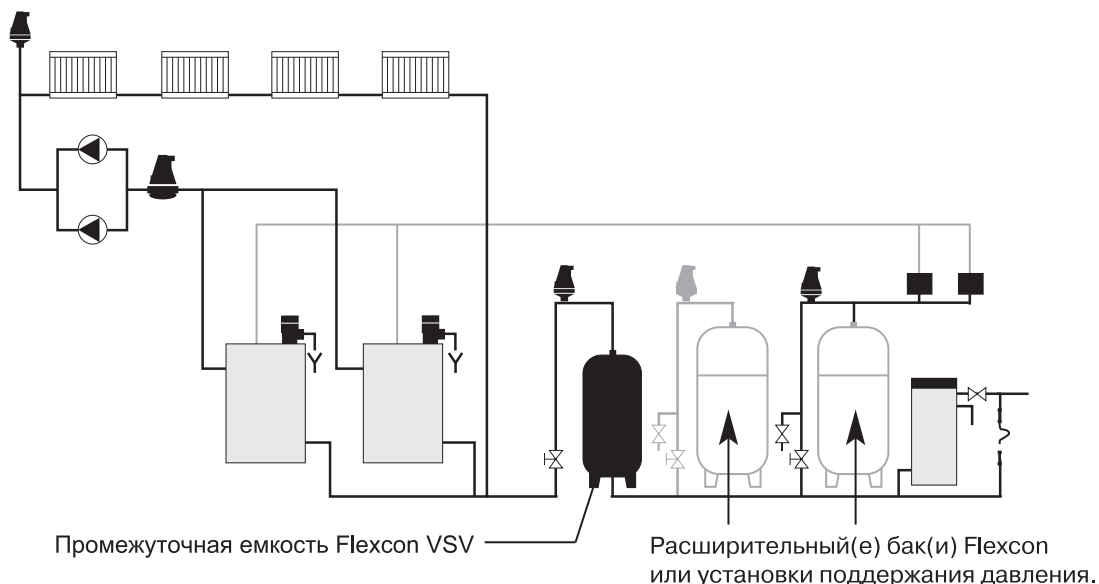 Промежуточная емкость Flexcon VSV
Расширительный(е) бак(и) Flexcon
или установки поддержания давления.